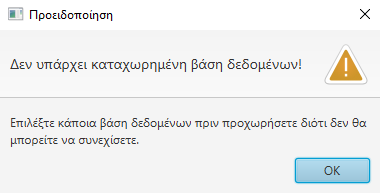 Προειδοποίηση
Δεν υπάρχει καταχωρημένη βάση δεδομένων!
Επιλέξτε κάποια βάση δεδομένων πριν προχωρήσετε διότι δεν θα
μπορείτε να συνεχίσετε.
OK